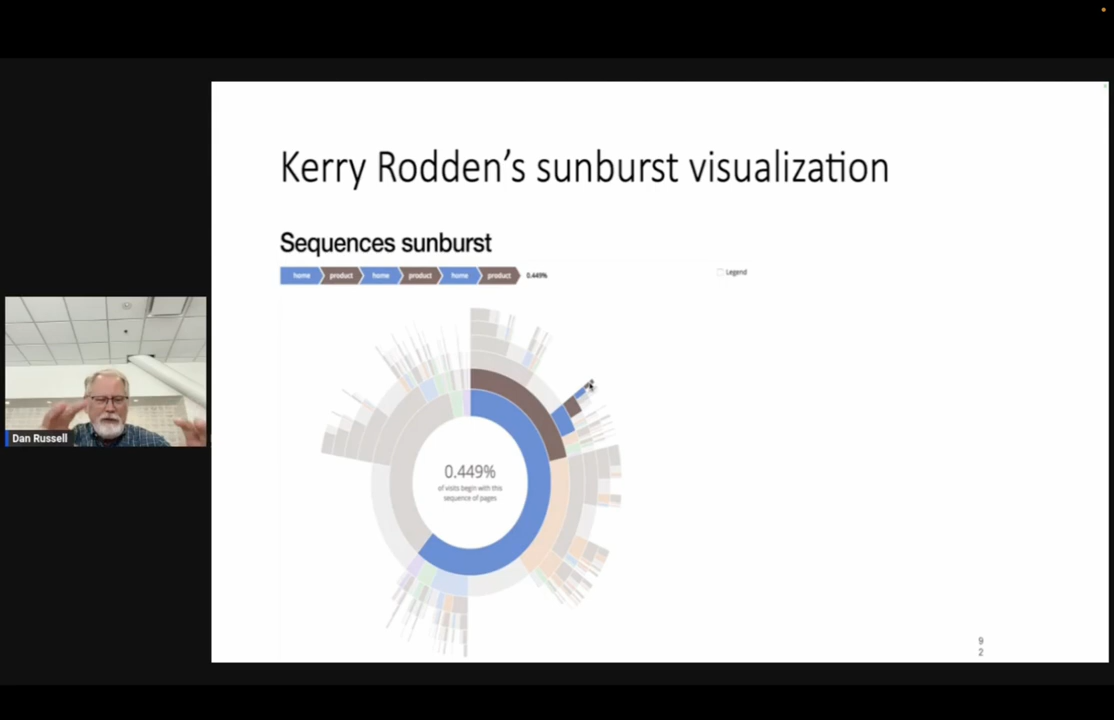 Kerry Rodden's sunburst visualization
Sequences sunburst
home product home product home product 0.449%
Legend
0.449%
of visits begin with this
sequence of pages
Dan Russell
9
2